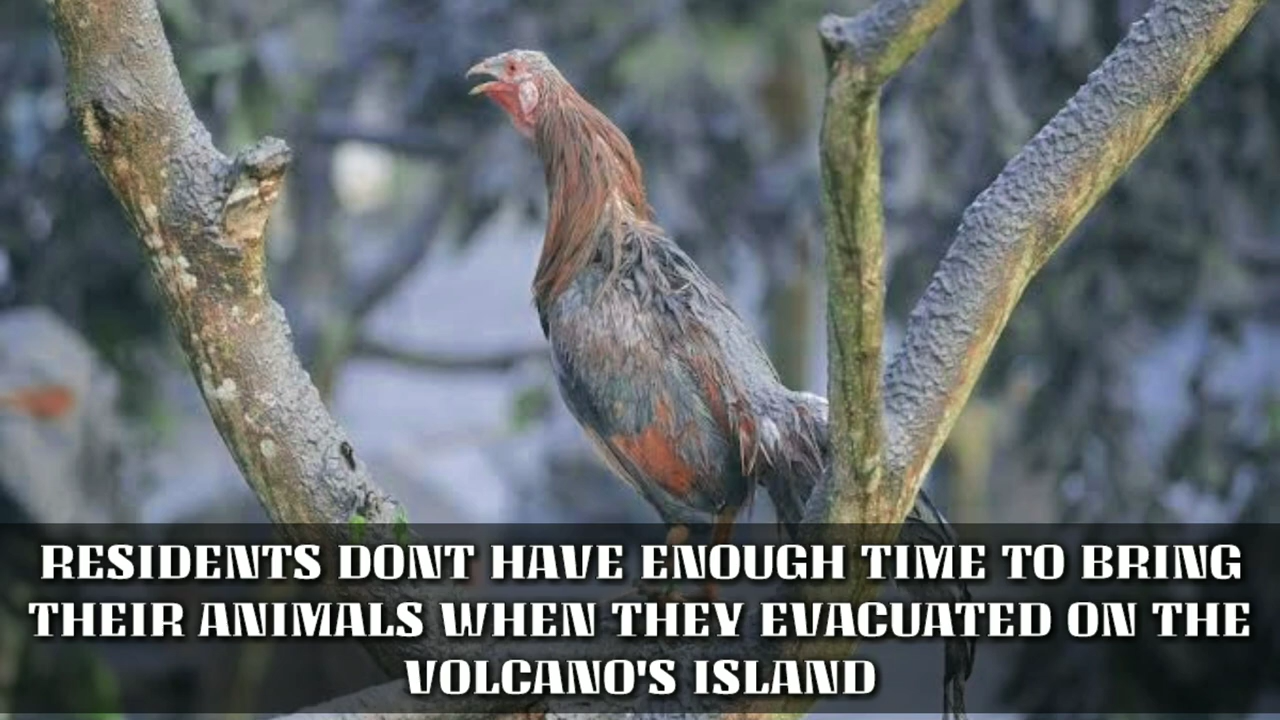 RESIDENTS DONT HAVE ENOUGH TIME TO BRING
THEIR ANIMALS WHEN THEY EVACUATED ON THE
VOLCANO'S ISLAND